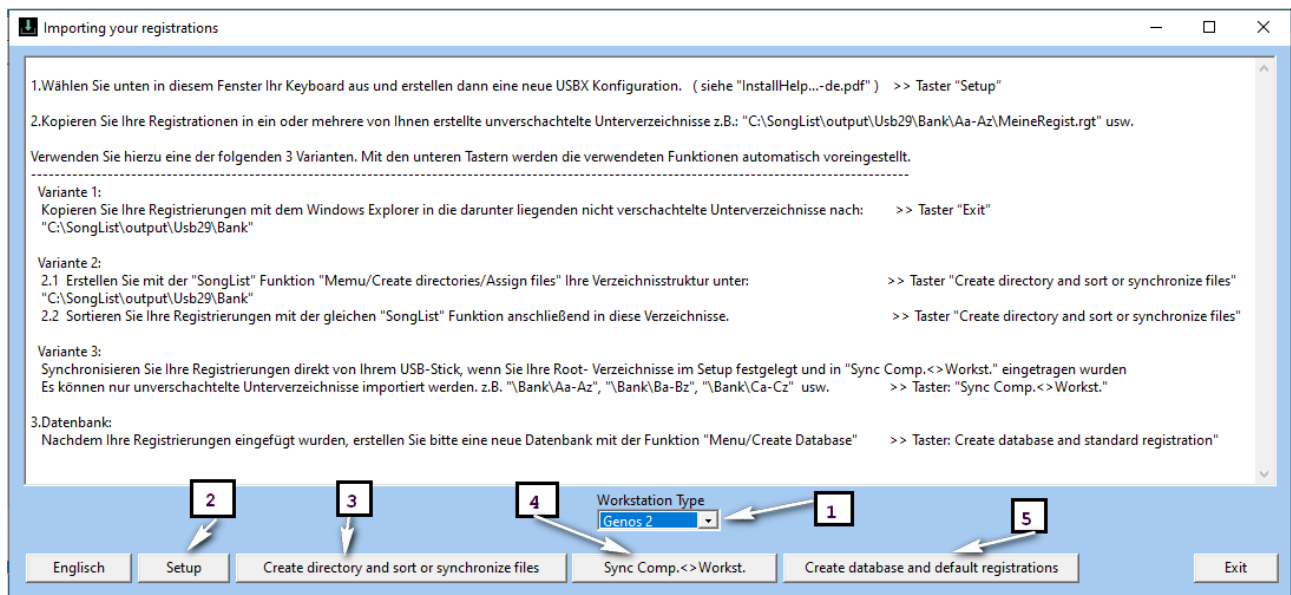 Importing your registrations
1.Wählen Sie unten in diesem Fenster Ihr Keyboard aus und erstellen dann eine neue USBX Konfiguration. ( siehe "InstallHelp...-de.pdf" ) >> Taster "Setup"
2.Kopieren Sie Ihre Registrationen in ein oder mehrere von Ihnen erstellte unverschachtelte Unterverzeichnisse z.B.: "C:\SongList\output\Usb29\Bank\Aa-Az\MeineRegist.rgt" usw.
Verwenden Sie hierzu eine der folgenden 3 Varianten. Mit den unteren Tastern werden die verwendeten Funktionen automatisch voreingestellt.
Variante 1:
Kopieren Sie Ihre Registrierungen mit dem Windows Explorer in die darunter liegenden nicht verschachtelte Unterverzeichnisse nach: >> Taster "Exit"
"C:\SongList\output\Usb29\Bank"
Variante 2:
2.1 Erstellen Sie mit der "SongList" Funktion "Memu/Create directories/Assign files" Ihre Verzeichnisstruktur unter: >> Taster "Create directory and sort or synchronize files"
"C:\SongList\output\Usb29\Bank"
2.2 Sortieren Sie Ihre Registrierungen mit der gleichen "SongList" Funktion anschließend in diese Verzeichnisse. >> Taster "Create directory and sort or synchronize files"
Variante 3:
Synchronisieren Sie Ihre Registrierungen direkt von Ihrem USB-Stick, wenn Sie Ihre Root- Verzeichnisse im Setup festgelegt und in "Sync Comp.<>Workst." eingetragen wurden
Es können nur unverschachtelte Unterverzeichnisse importiert werden. z.B. "\Bank\Aa-Az", "\Bank\Ba-Bz", "\Bank\Ca-Cz" usw. >> Taster: "Sync Comp.<>Workst."
3.Datenbank:
Nachdem Ihre Registrierungen eingefügt wurden, erstellen Sie bitte eine neue Datenbank mit der Funktion "Menu/Create Database" >> Taster: Create database and standard registration"
2 3 4 Workstation Type 1 5
Genos 2
Englisch Setup Create directory and sort or synchronize files Sync Comp.<>Workst. Create database and default registrations Exit